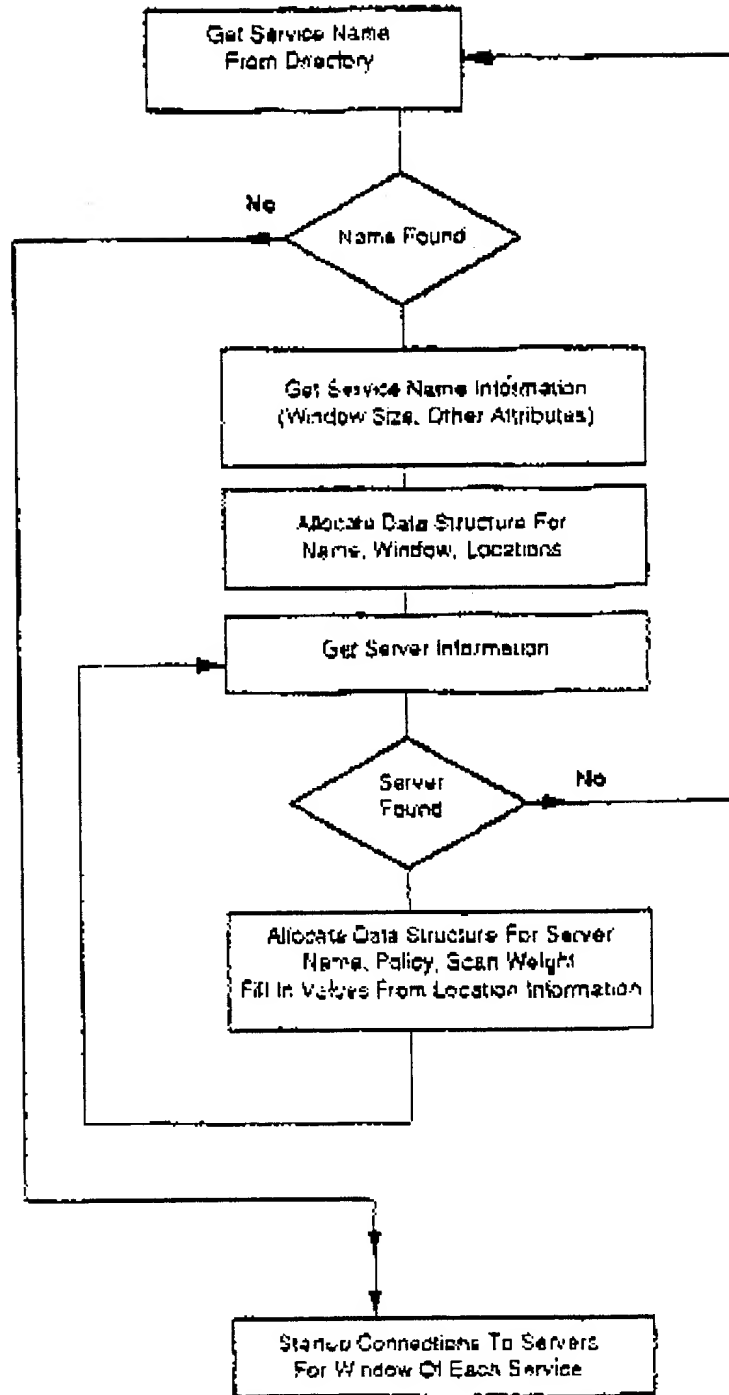 Get Service Name
From Directory
No
Name Found
Get Service Name Information
(Window Size, Other Attributes)
Allocate Data Structure For
Name, Window, Locations
Get Server Information
Server
Found
No
Allocate Data Structure For Server
Name, Policy, Scan Weight
Fill In Values From Location Information
Startup Connections To Servers
For Window Of Each Service